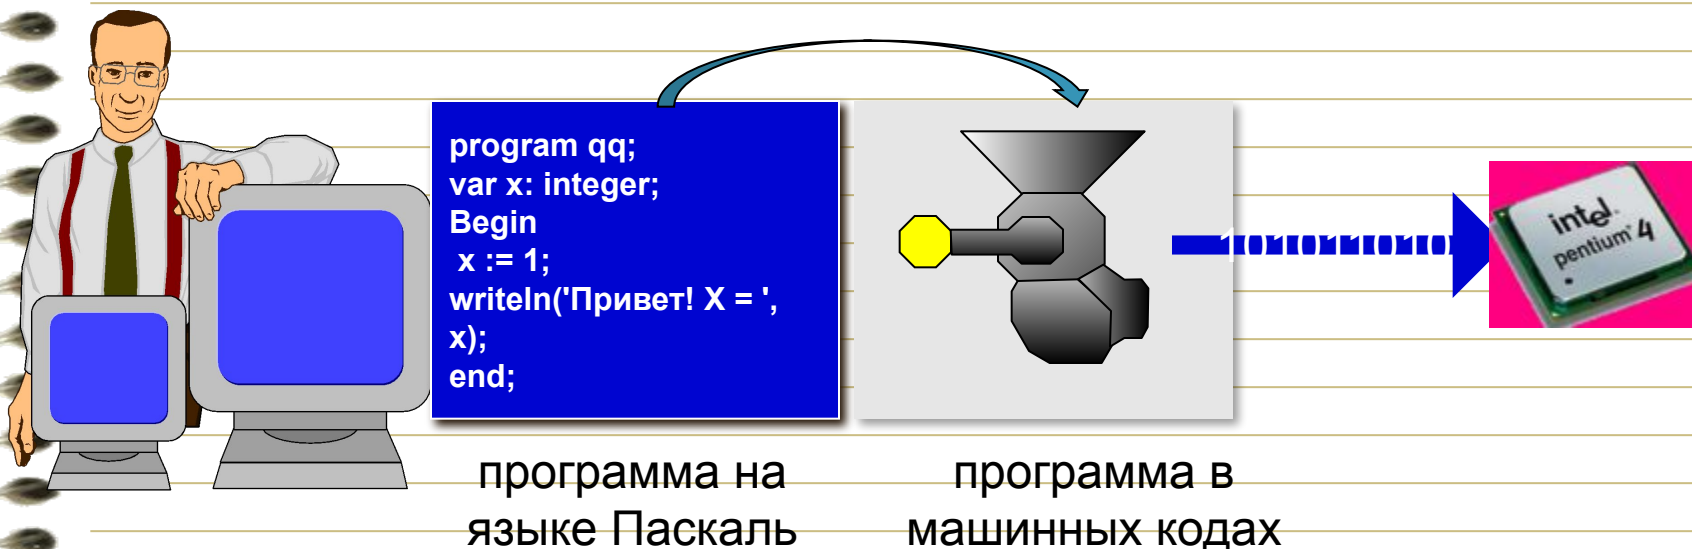 program qq;
var x: integer;
Begin
x := 1;
writeln('Привет! X = ',
x);
end;
1010110101
intel.
pentium 4
программа на
языке Паскаль
программа в
машинных кодах